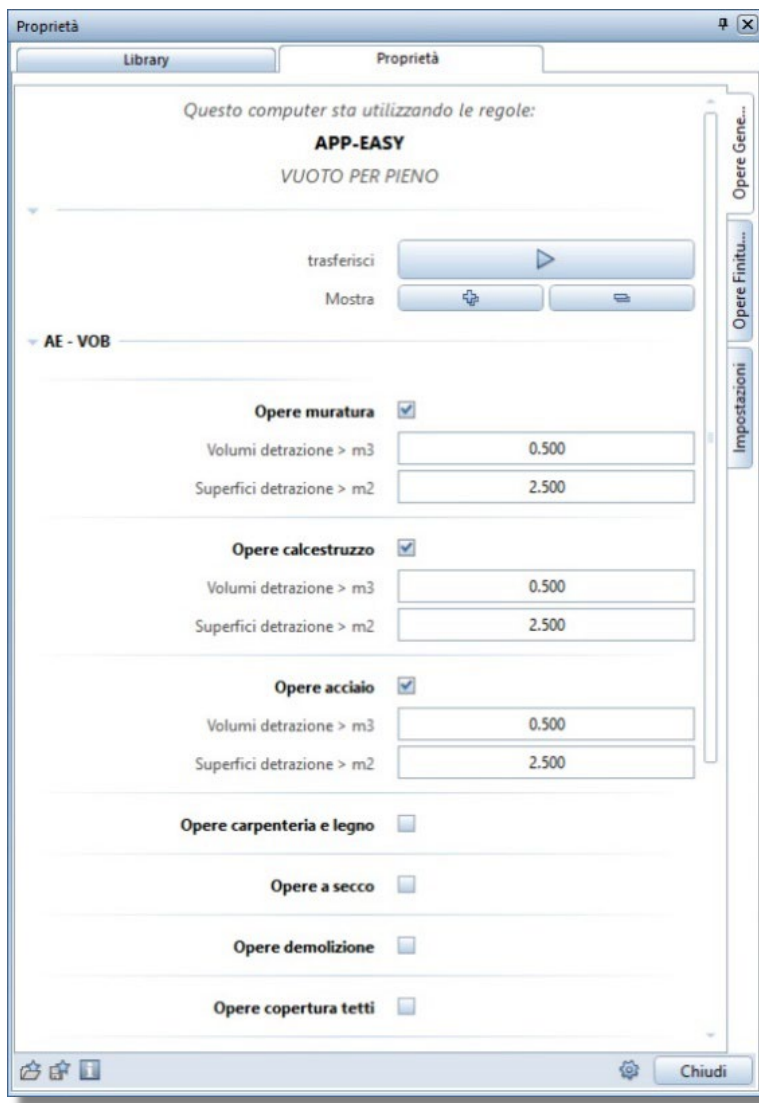 Proprietà
Library
Proprietà
Questo computer sta utilizzando le regole:
APP-EASY
VUOTO PER PIENO
trasferisci
Mostra
AE - VOB
Opere muratura
Volumi detrazione > m3 0.500
Superfici detrazione > m2 2.500
Opere calcestruzzo
Volumi detrazione > m3 0.500
Superfici detrazione > m2 2.500
Opere acciaio
Volumi detrazione > m3 0.500
Superfici detrazione > m2 2.500
Opere carpenteria e legno
Opere a secco
Opere demolizione
Opere copertura tetti
Opere Gene...
Opere Finitu...
Impostazioni
Chiudi